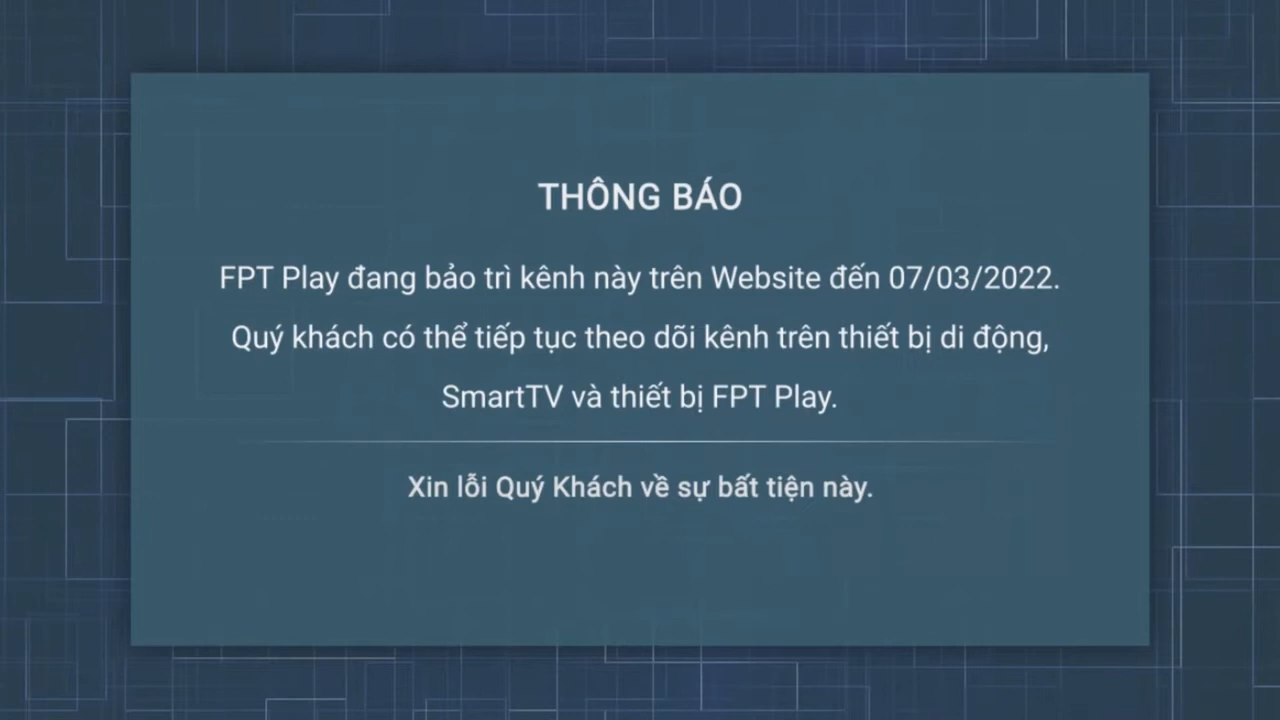 THÔNG BÁO
FPT Play đang bảo trì kênh này trên Website đến 07/03/2022.
Quý khách có thể tiếp tục theo dõi kênh trên thiết bị di động,
SmartTV và thiết bị FPT Play.
Xin lỗi Quý Khách về sự bất tiện này.